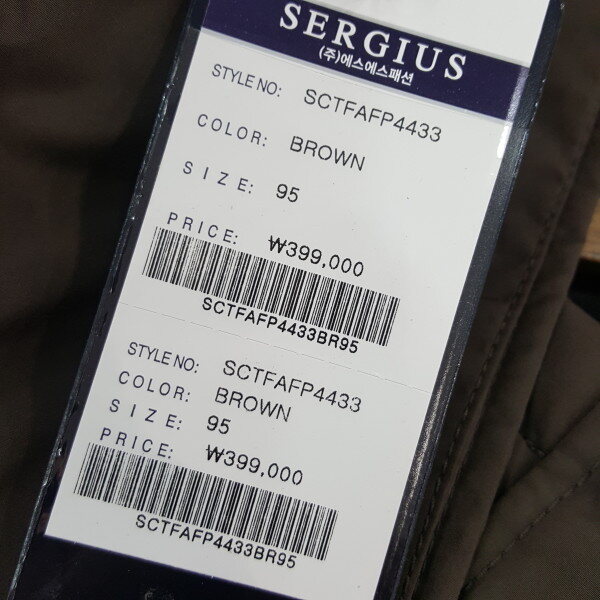 SERGIUS
(주)에스에스패션
STYLE NO: SCTFAFP4433
COLOR: BROWN
SIZE: 95
PRICE: ₩399,000
SCTFAFP4433BR95
STYLE NO: SCTFAFP4433
COLOR: BROWN
SIZE: 95
PRICE: ₩399,000
SCTFAFP4433BR95